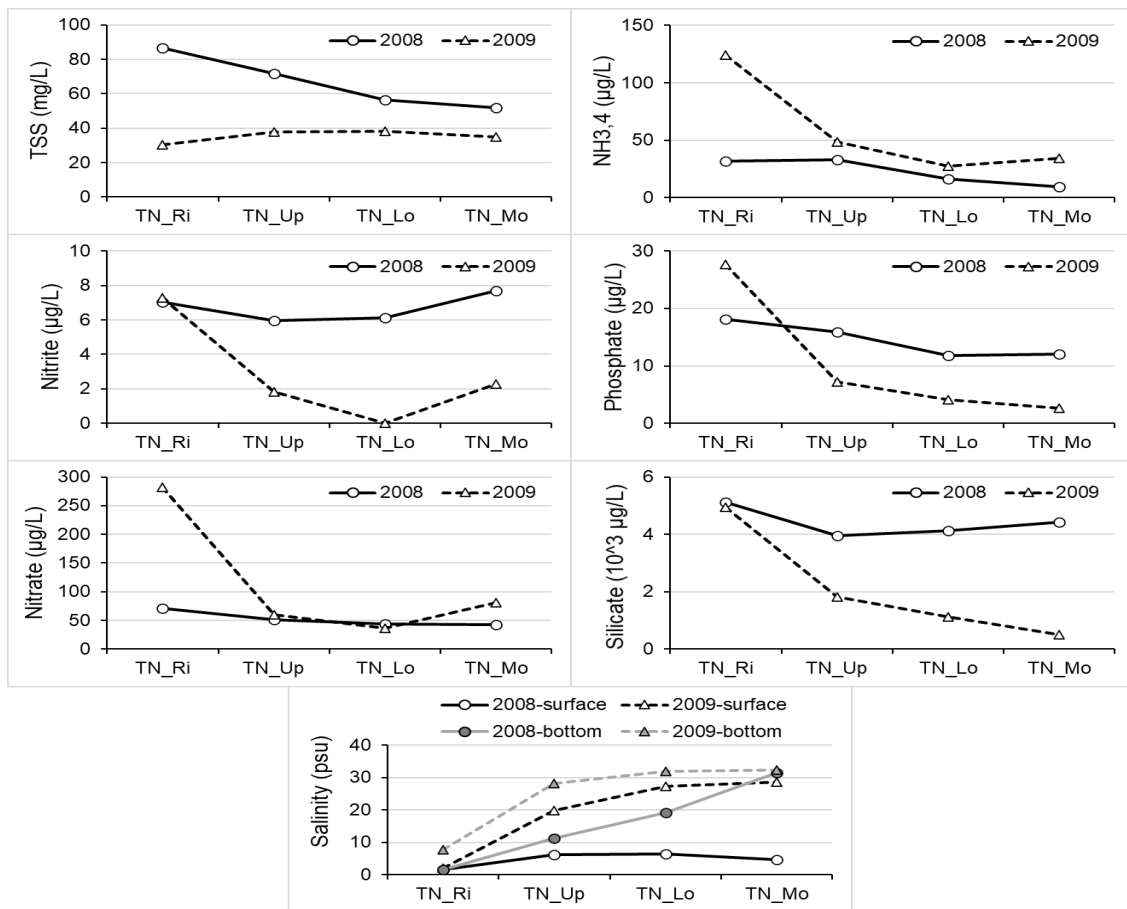 2008 2009
TSS (mg/L)
100
80
60
40
20
0
TN_Ri TN_Up TN_Lo TN_Mo
2008 2009
NH3,4 (µg/L)
150
100
50
0
TN_Ri TN_Up TN_Lo TN_Mo
2008 2009
Nitrite (µg/L)
10
8
6
4
2
0
TN_Ri TN_Up TN_Lo TN_Mo
2008 2009
Phosphate (µg/L)
30
20
10
0
TN_Ri TN_Up TN_Lo TN_Mo
2008 2009
Nitrate (µg/L)
300
250
200
150
100
50
0
TN_Ri TN_Up TN_Lo TN_Mo
2008 2009
Silicate (10^3 µg/L)
6
4
2
0
TN_Ri TN_Up TN_Lo TN_Mo
2008-surface 2009-surface
2008-bottom 2009-bottom
Salinity (psu)
40
30
20
10
0
TN_Ri TN_Up TN_Lo TN_Mo